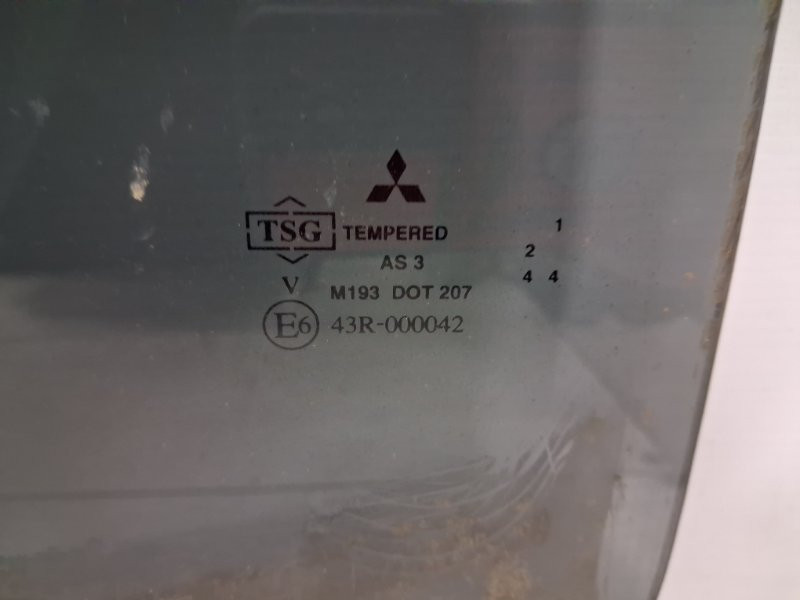 TSG TEMPERED
AS 3
V
M193 DOT 207
E6 43R-000042
1
2
4 4